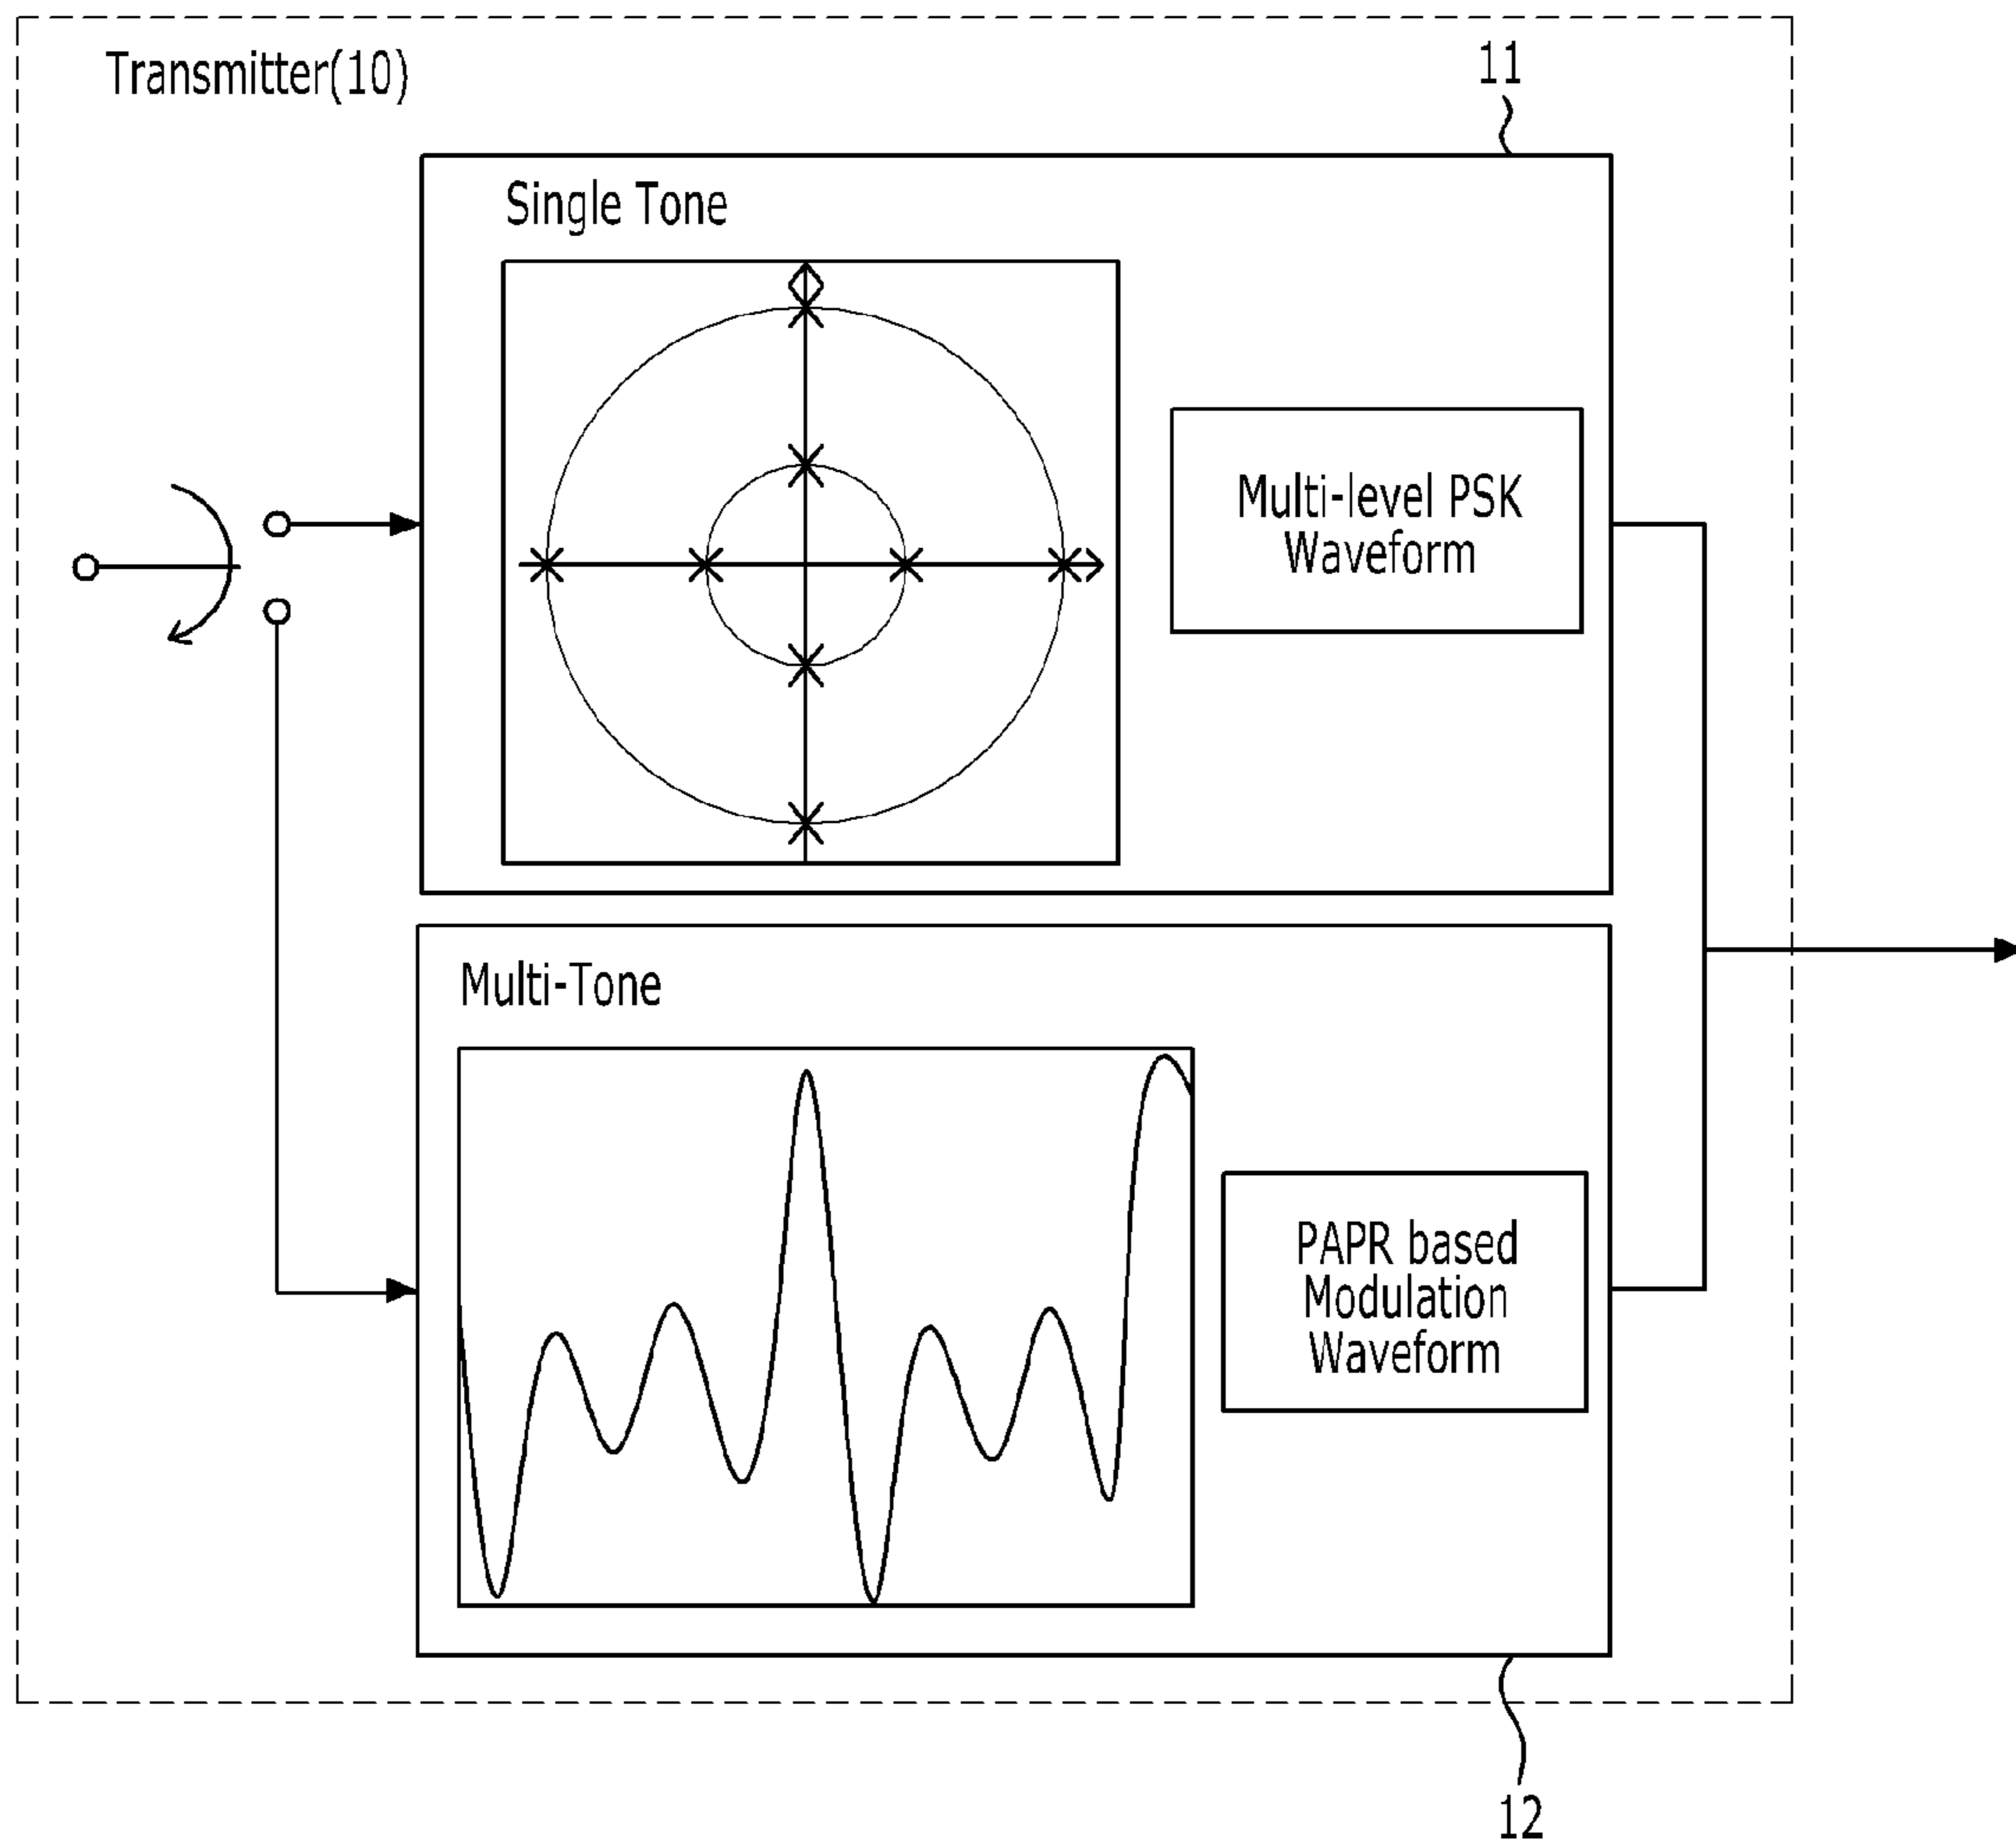 Transmitter(10)
11
Single Tone
Multi-level PSK
Waveform
Multi-Tone
PAPR based
Modulation
Waveform
12